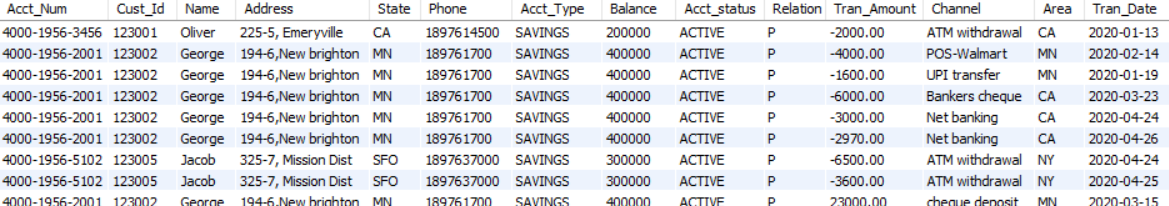 Acct_Num Cust_Id Name Address State Phone Acct_Type Balance Acct_status Relation Tran_Amount Channel Area Tran_Date
4000-1956-3456 123001 Oliver 225-5, Emeryville CA 1897614500 SAVINGS 200000 ACTIVE P -2000.00 ATM withdrawal CA 2020-01-13
4000-1956-2001 123002 George 194-6,New brighton MN 189761700 SAVINGS 400000 ACTIVE P -4000.00 POS-Walmart MN 2020-02-14
4000-1956-2001 123002 George 194-6,New brighton MN 189761700 SAVINGS 400000 ACTIVE P -1600.00 UPI transfer MN 2020-01-19
4000-1956-2001 123002 George 194-6,New brighton MN 189761700 SAVINGS 400000 ACTIVE P -6000.00 Bankers cheque CA 2020-03-23
4000-1956-2001 123002 George 194-6,New brighton MN 189761700 SAVINGS 400000 ACTIVE P -3000.00 Net banking CA 2020-04-24
4000-1956-2001 123002 George 194-6,New brighton MN 189761700 SAVINGS 400000 ACTIVE P -2970.00 Net banking CA 2020-04-26
4000-1956-5102 123005 Jacob 325-7, Mission Dist SFO 1897637000 SAVINGS 300000 ACTIVE P -6500.00 ATM withdrawal NY 2020-04-24
4000-1956-5102 123005 Jacob 325-7, Mission Dist SFO 1897637000 SAVINGS 300000 ACTIVE P -3600.00 ATM withdrawal NY 2020-04-25
4000-1956-2001 123002 George 194-6,New brighton MN 189761700 SAVINGS 400000 ACTIVE P 23000.00 cheque deposit MN 2020-03-15